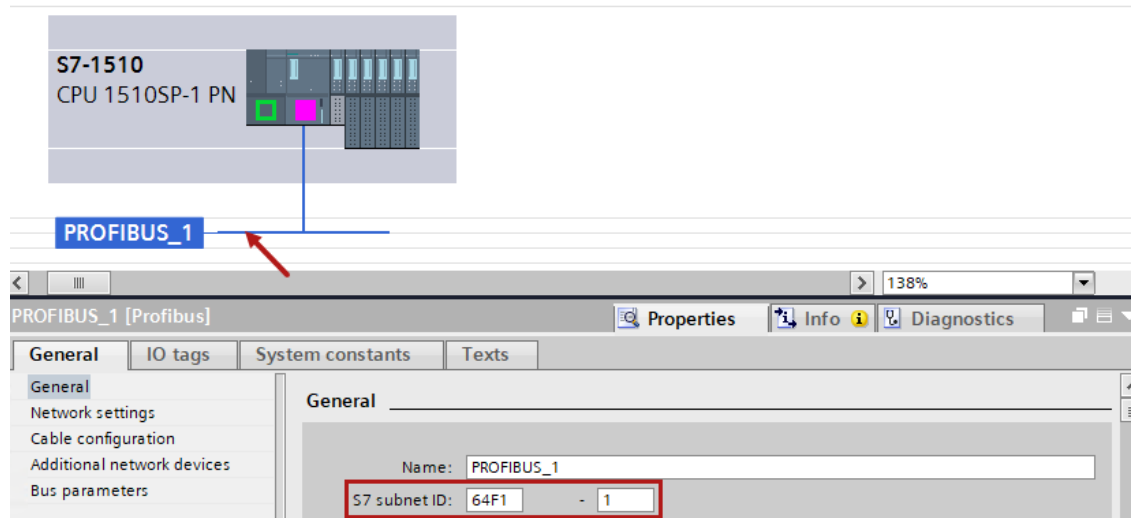 S7-1510
CPU 1510SP-1 PN
PROFIBUS_1
138%
PROFIBUS_1 [Profibus]
Properties
Info
Diagnostics
General
IO tags
System constants
Texts
General
Network settings
Cable configuration
Additional network devices
Bus parameters
General
Name: PROFIBUS_1
S7 subnet ID: 64F1 - 1